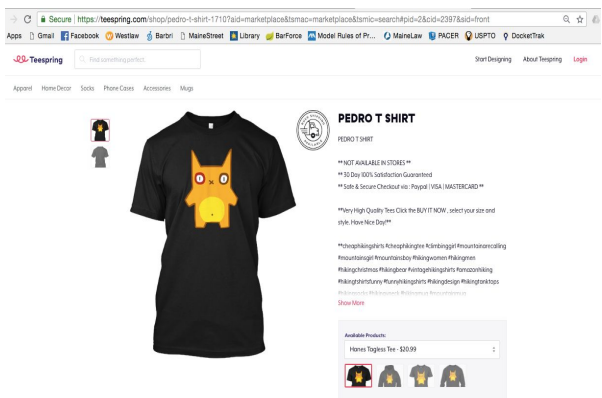 Secure https://teespring.com/shop/pedro-t-shirt-1710?aid=marketplace&tsmac=marketplace&tsmic=search#pid=2&cid=2397&sid=front
Apps Gmail Facebook Westlaw Barbri MaineStreet Library BarForce Model Rules of Pr... MaineLaw PACER USPTO DocketTrak
Teespring Find something perfect. Start Designing About Teespring Login
Apparel Home Decor Socks Phone Cases Accessories Mugs
PEDRO T SHIRT
PEDRO T SHIRT
** NOT AVAILABLE IN STORES **
** 30 Day 100% Satisfaction Guaranteed
** Safe & Secure Checkout via : Paypal | VISA | MASTERCARD **
**Very High Quality Tees Click the BUY IT NOW , select your size and
style. Have Nice Day!**
**cheaphikingshirts #cheaphikingtee #climbinggirl #mountainarecalling
#mountainsgirl #mountainsboy #hikingwomen #hikingmen
#hikingchristmas #hikingbear #vintagehikingshirts #amazonhiking
#hikingtshirtsfunny #funnyhikingshirts #hikingdesign #hikingtanktops
Show More
Available Products:
Hanes Tagless Tee - $20.99